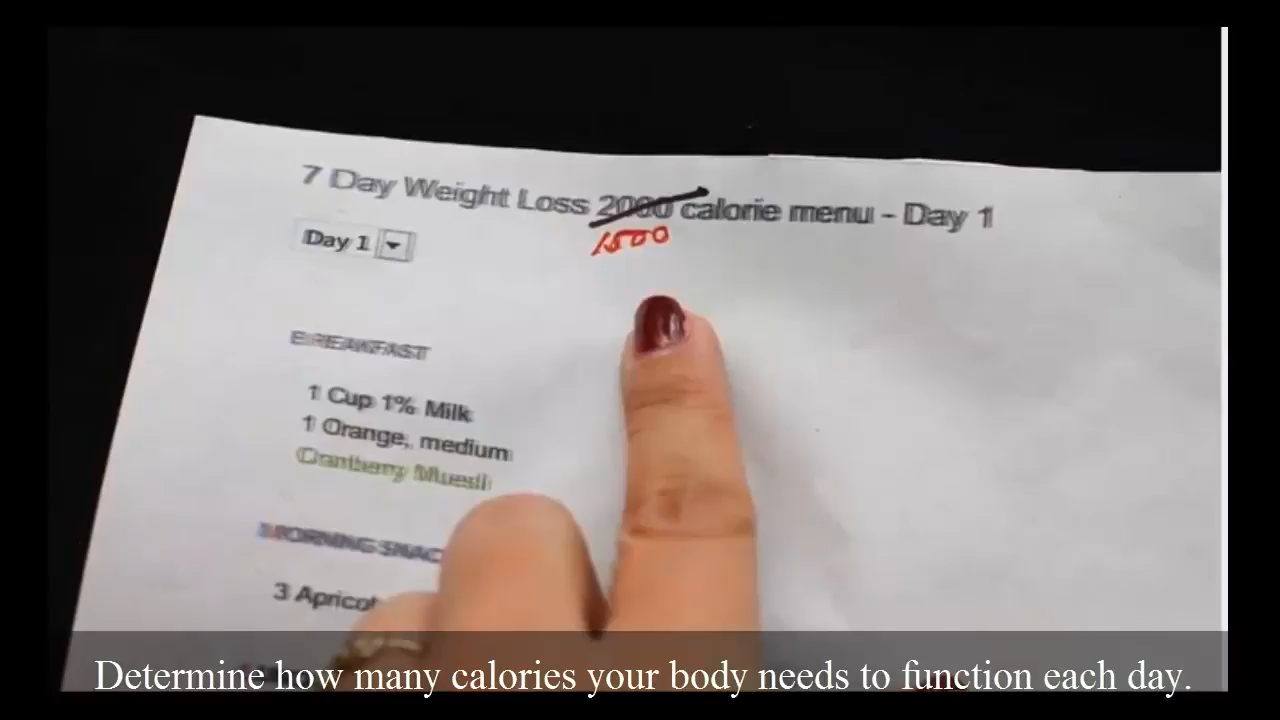 7 Day Weight Loss 2000 calorie menu - Day 1
1500
Day 1
BREAKFAST
1 Cup 1% Milk
1 Orange, medium
Cranberry Muesli
MORNING SNAC
3 Apricot
Determine how many calories your body needs to function each day.